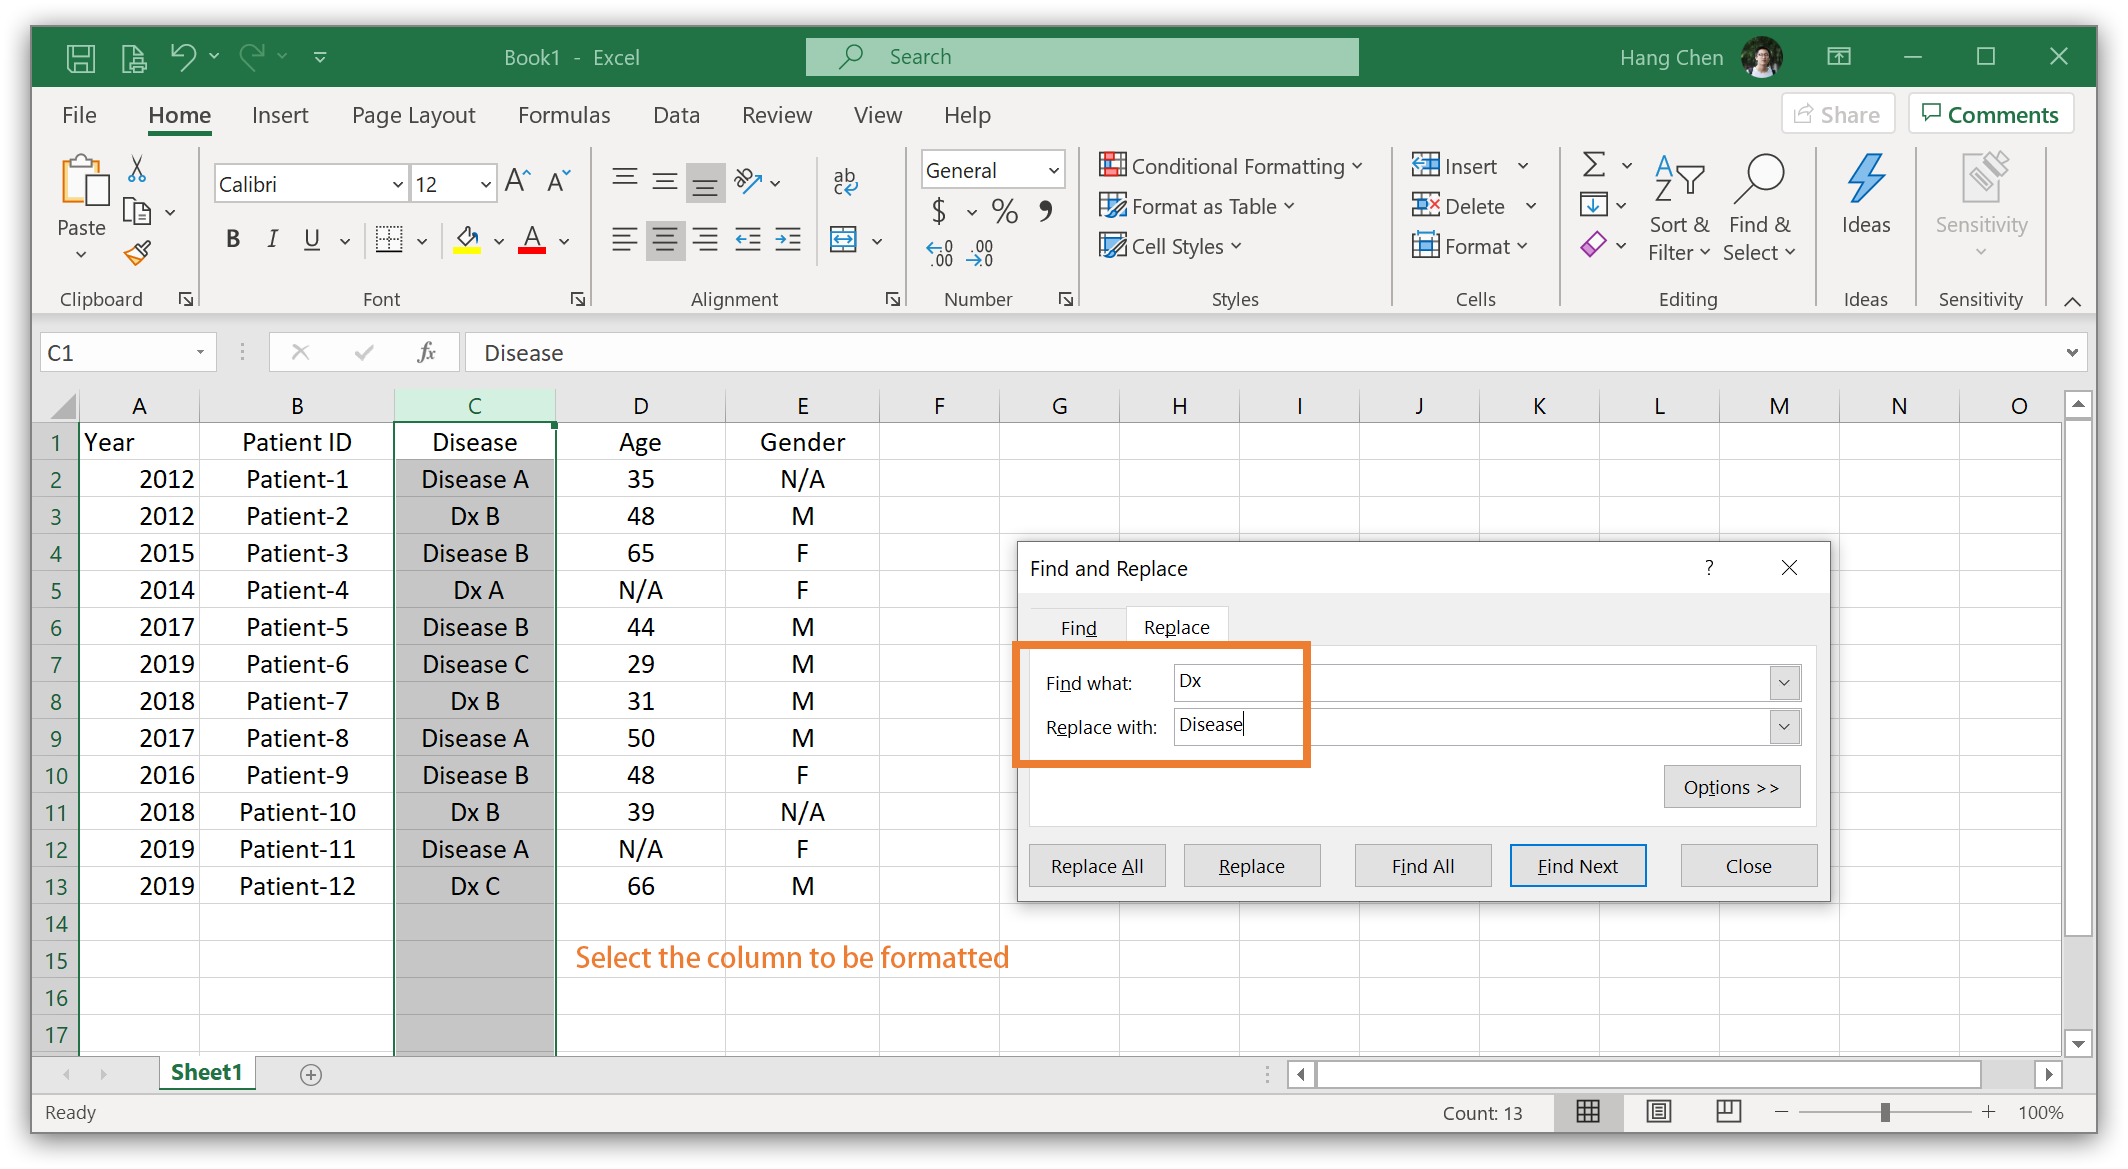 Book1 - Excel
Search
Hang Chen
File Home Insert Page Layout Formulas Data Review View Help
Share
Comments
Paste
Clipboard
Calibri
12
B I U
A
Font
ab
c
Alignment
General
$ % ,
.00 .00
Number
Conditional Formatting
Format as Table
Cell Styles
Styles
Insert
Delete
Format
Cells
Sort & Filter
Find & Select
Editing
Ideas
Ideas
Sensitivity
Sensitivity
C1
fx
Disease
A B C D E F G H I J K L M N O
1 Year Patient ID Disease Age Gender
2 2012 Patient-1 Disease A 35 N/A
3 2012 Patient-2 Dx B 48 M
4 2015 Patient-3 Disease B 65 F
5 2014 Patient-4 Dx A N/A F
6 2017 Patient-5 Disease B 44 M
7 2019 Patient-6 Disease C 29 M
8 2018 Patient-7 Dx B 31 M
9 2017 Patient-8 Disease A 50 M
10 2016 Patient-9 Disease B 48 F
11 2018 Patient-10 Dx B 39 N/A
12 2019 Patient-11 Disease A N/A F
13 2019 Patient-12 Dx C 66 M
14
15
16
17
Select the column to be formatted
Find and Replace
?
Find Replace
Find what: Dx
Replace with: Disease
Options >>
Replace All Replace Find All Find Next Close
Sheet1
Ready
Count: 13
100%